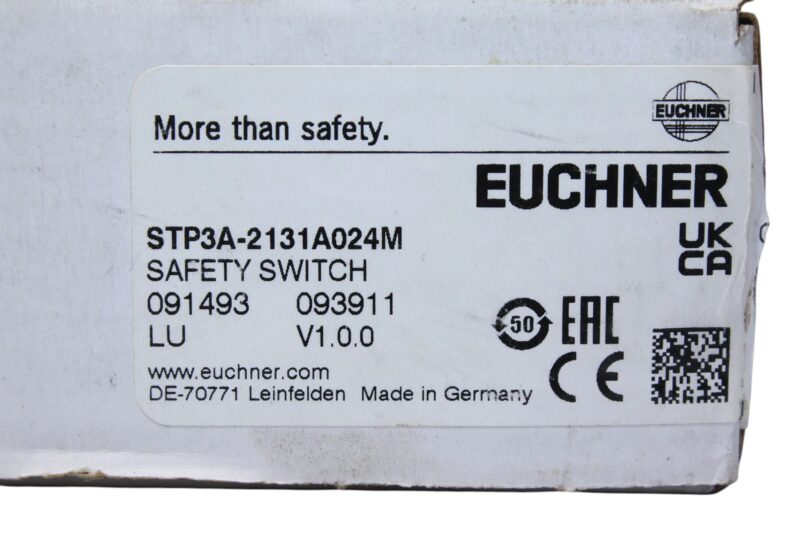 More than safety.
EUCHNER
EUCHNER
STP3A-2131A024M
SAFETY SWITCH
UK
CA
091493 093911
LU V1.0.0
50 EAC
CE
www.euchner.com
DE-70771 Leinfelden Made in Germany